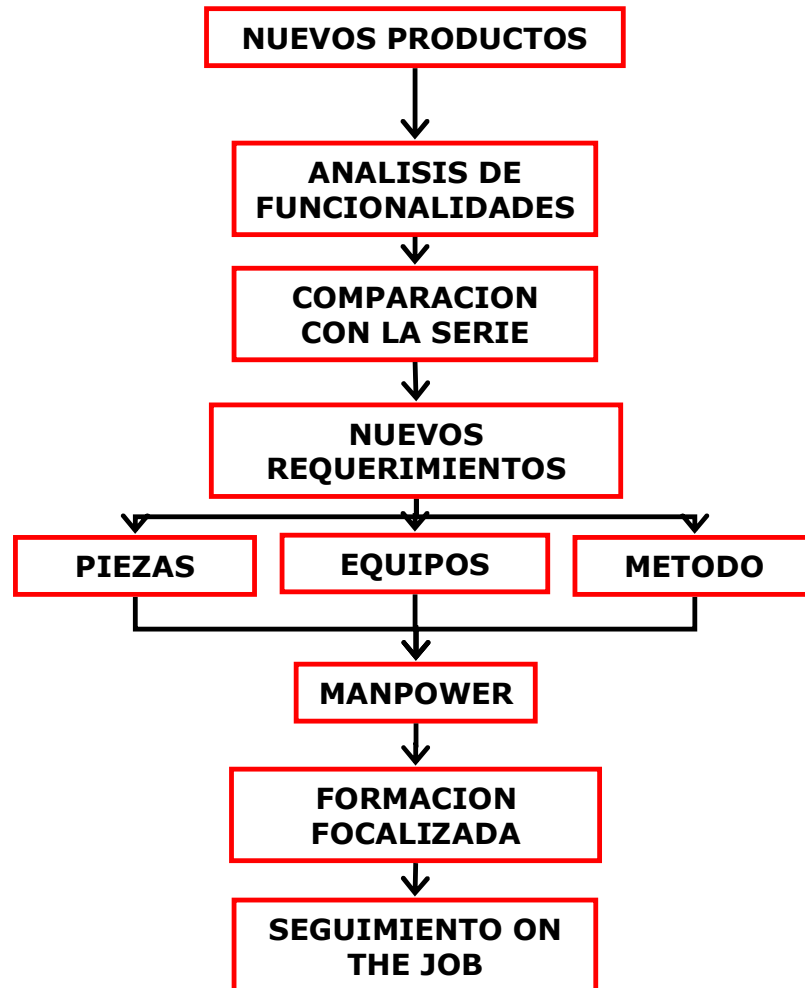 NUEVOS PRODUCTOS
ANALISIS DE
FUNCIONALIDADES
COMPARACION
CON LA SERIE
NUEVOS
REQUERIMIENTOS
PIEZAS
EQUIPOS
METODO
MANPOWER
FORMACION
FOCALIZADA
SEGUIMIENTO ON
THE JOB